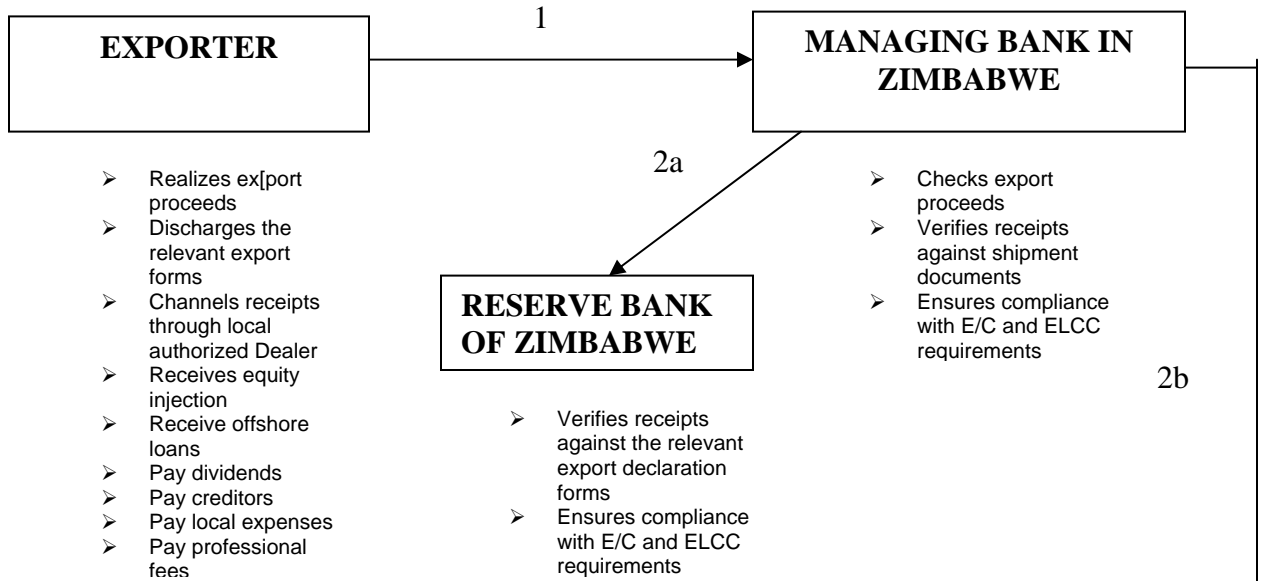 1
EXPORTER
MANAGING BANK IN
ZIMBABWE
2a
➢ Realizes ex[port
proceeds
➢ Discharges the
relevant export
forms
➢ Channels receipts
through local
authorized Dealer
➢ Receives equity
injection
➢ Receive offshore
loans
➢ Pay dividends
➢ Pay creditors
➢ Pay local expenses
➢ Pay professional
fees
RESERVE BANK
OF ZIMBABWE
➢ Verifies receipts
against the relevant
export declaration
forms
➢ Ensures compliance
with E/C and ELCC
requirements
➢ Checks export
proceeds
➢ Verifies receipts
against shipment
documents
➢ Ensures compliance
with E/C and ELCC
requirements
2b